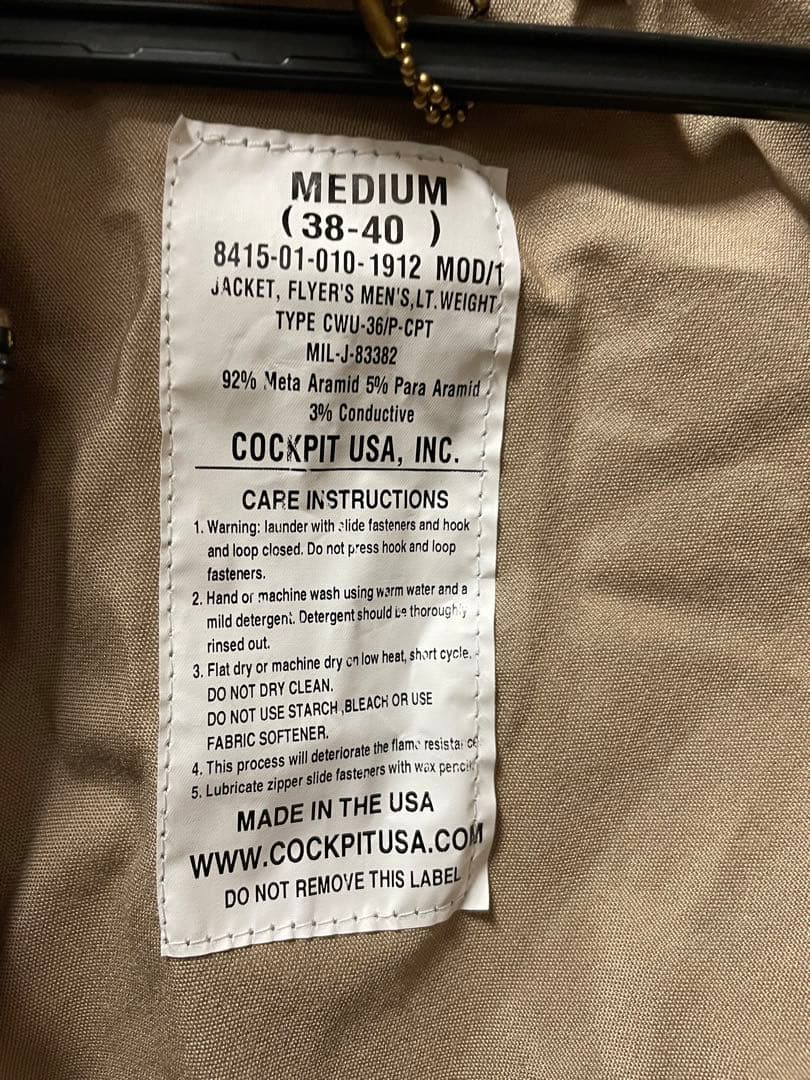 MEDIUM
(38-40 )
8415-01-010-1912 MOD/1
JACKET, FLYER'S MEN'S,LT.WEIGHT
TYPE CWU-36/P-CPT
MIL-J-83382
92% Meta Aramid 5% Para Aramid
3% Conductive
COCKPIT USA, INC.
CARE INSTRUCTIONS
1. Warning: launder with slide fasteners and hook
and loop closed. Do not press hook and loop
fasteners.
2. Hand or machine wash using warm water and a
mild detergent. Detergent should be thoroughly
rinsed out.
3. Flat dry or machine dry on low heat, short cycle.
DO NOT DRY CLEAN.
DO NOT USE STARCH ,BLEACH OR USE
FABRIC SOFTENER.
4. This process will deteriorate the flame resistance
5. Lubricate zipper slide fasteners with wax pencil.
MADE IN THE USA
WWW.COCKPITUSA.COM
DO NOT REMOVE THIS LABEL